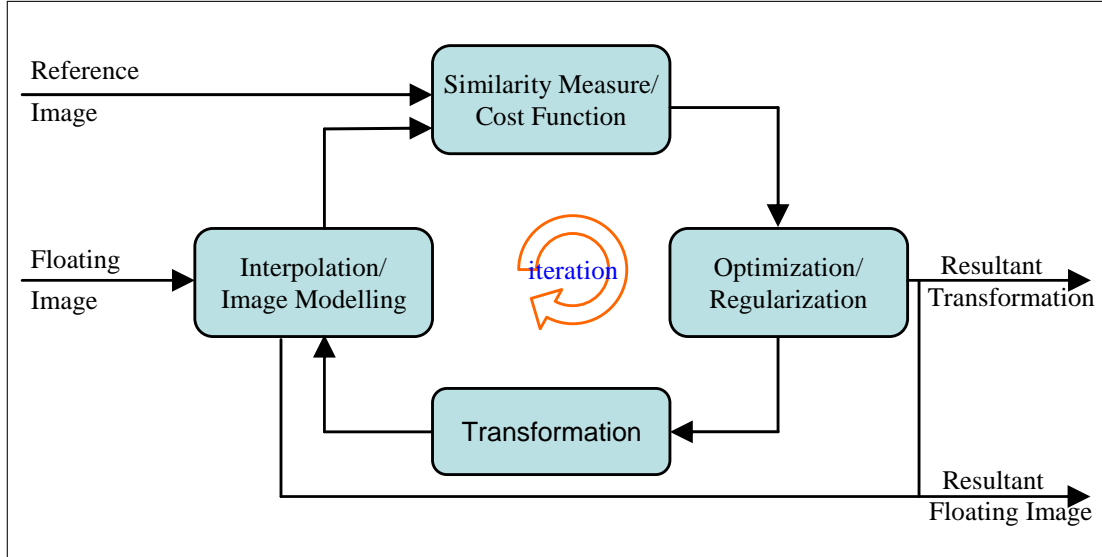 Reference
Image
Similarity Measure/
Cost Function
Floating
Image
Interpolation/
Image Modelling
iteration
Optimization/
Regularization
Resultant
Transformation
Transformation
Resultant
Floating Image